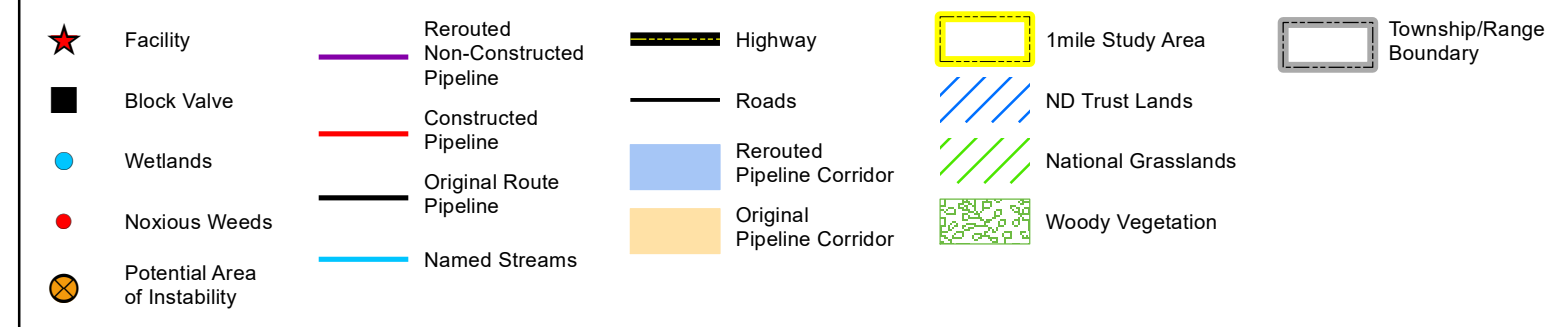 Facility
Block Valve
Wetlands
Noxious Weeds
Potential Area
of Instability
Rerouted
Non-Constructed
Pipeline
Constructed
Pipeline
Original Route
Pipeline
Named Streams
Highway
Roads
Rerouted
Pipeline Corridor
Original
Pipeline Corridor
1mile Study Area
ND Trust Lands
National Grasslands
Woody Vegetation
Township/Range
Boundary